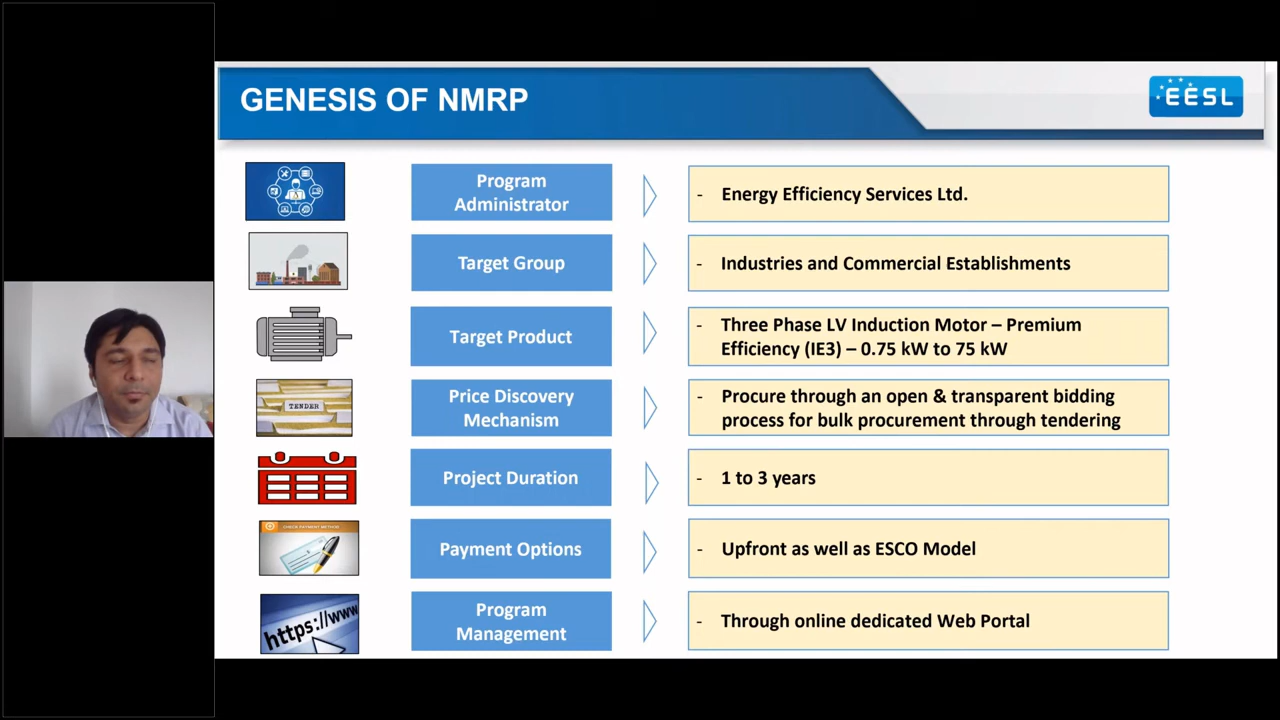 GENESIS OF NMRP
EESL
Program
Administrator
- Energy Efficiency Services Ltd.
Target Group
- Industries and Commercial Establishments
Target Product
- Three Phase LV Induction Motor – Premium
Efficiency (IE3) – 0.75 kW to 75 kW
TENDER
Price Discovery
Mechanism
- Procure through an open & transparent bidding
process for bulk procurement through tendering
Project Duration
- 1 to 3 years
CHECK PAYMENT METHOD
Payment Options
- Upfront as well as ESCO Model
https://www
Program
Management
- Through online dedicated Web Portal